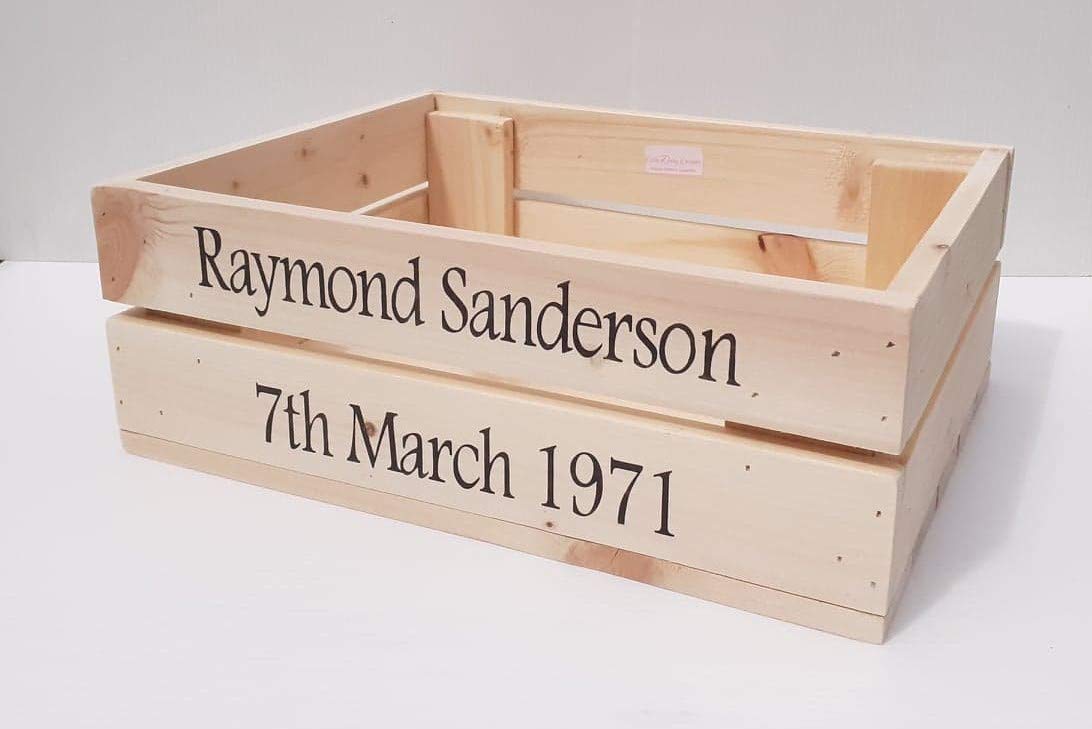 Raymond Sanderson
7th March 1971